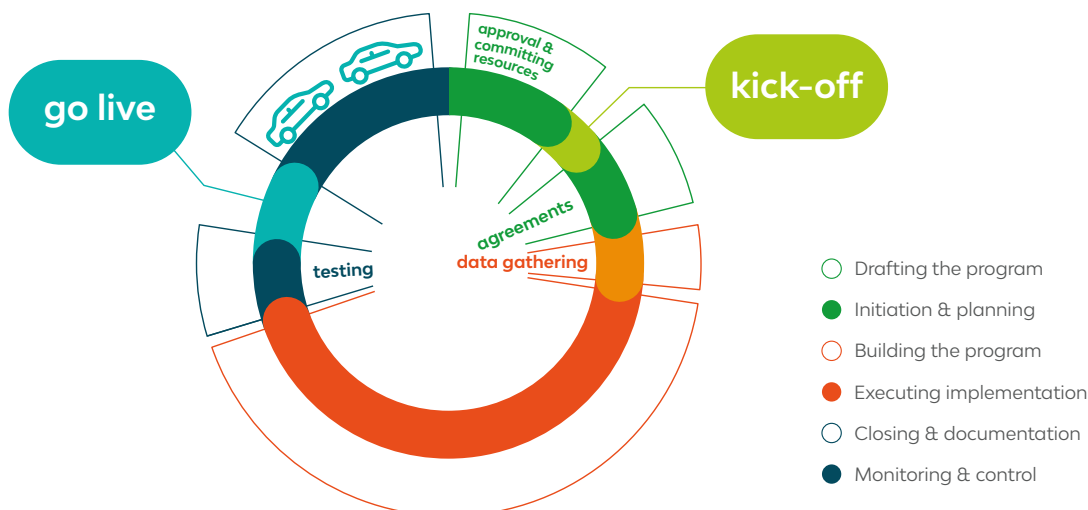 approval &
committing
resources
go live
kick-off
agreements
data gathering
testing
Drafting the program
Initiation & planning
Building the program
Executing implementation
Closing & documentation
Monitoring & control